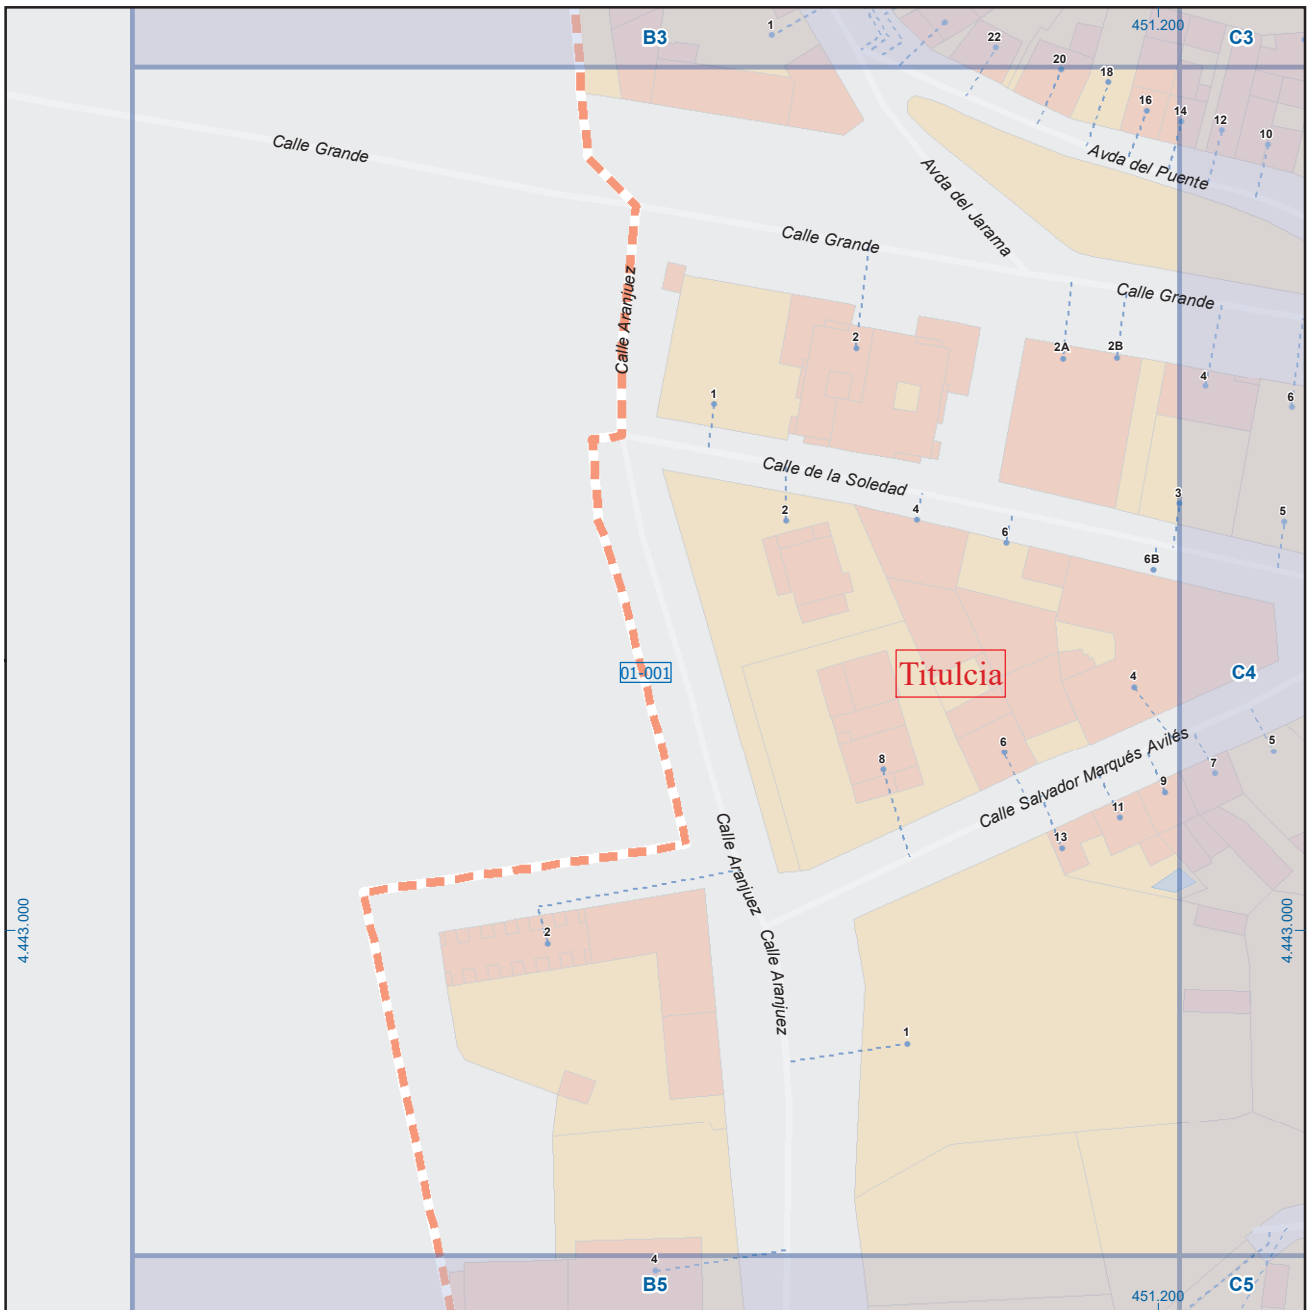 B3
1
451.200
C3
22
20
18
16
14
12
10
Calle Grande
Avda del Puente
Avda del Jarama
Calle Grande
Calle Grande
Calle Aranjuez
2
2A
2B
4
6
1
Calle de la Soledad
2
4
6
3
5
6B
01-001
Titulcia
C4
4
6
8
Calle Salvador Marqués Avilés
5
7
9
11
13
Calle Aranjuez
4.443.000
4.443.000
2
Calle Aranjuez
1
4
B5
451.200
C5